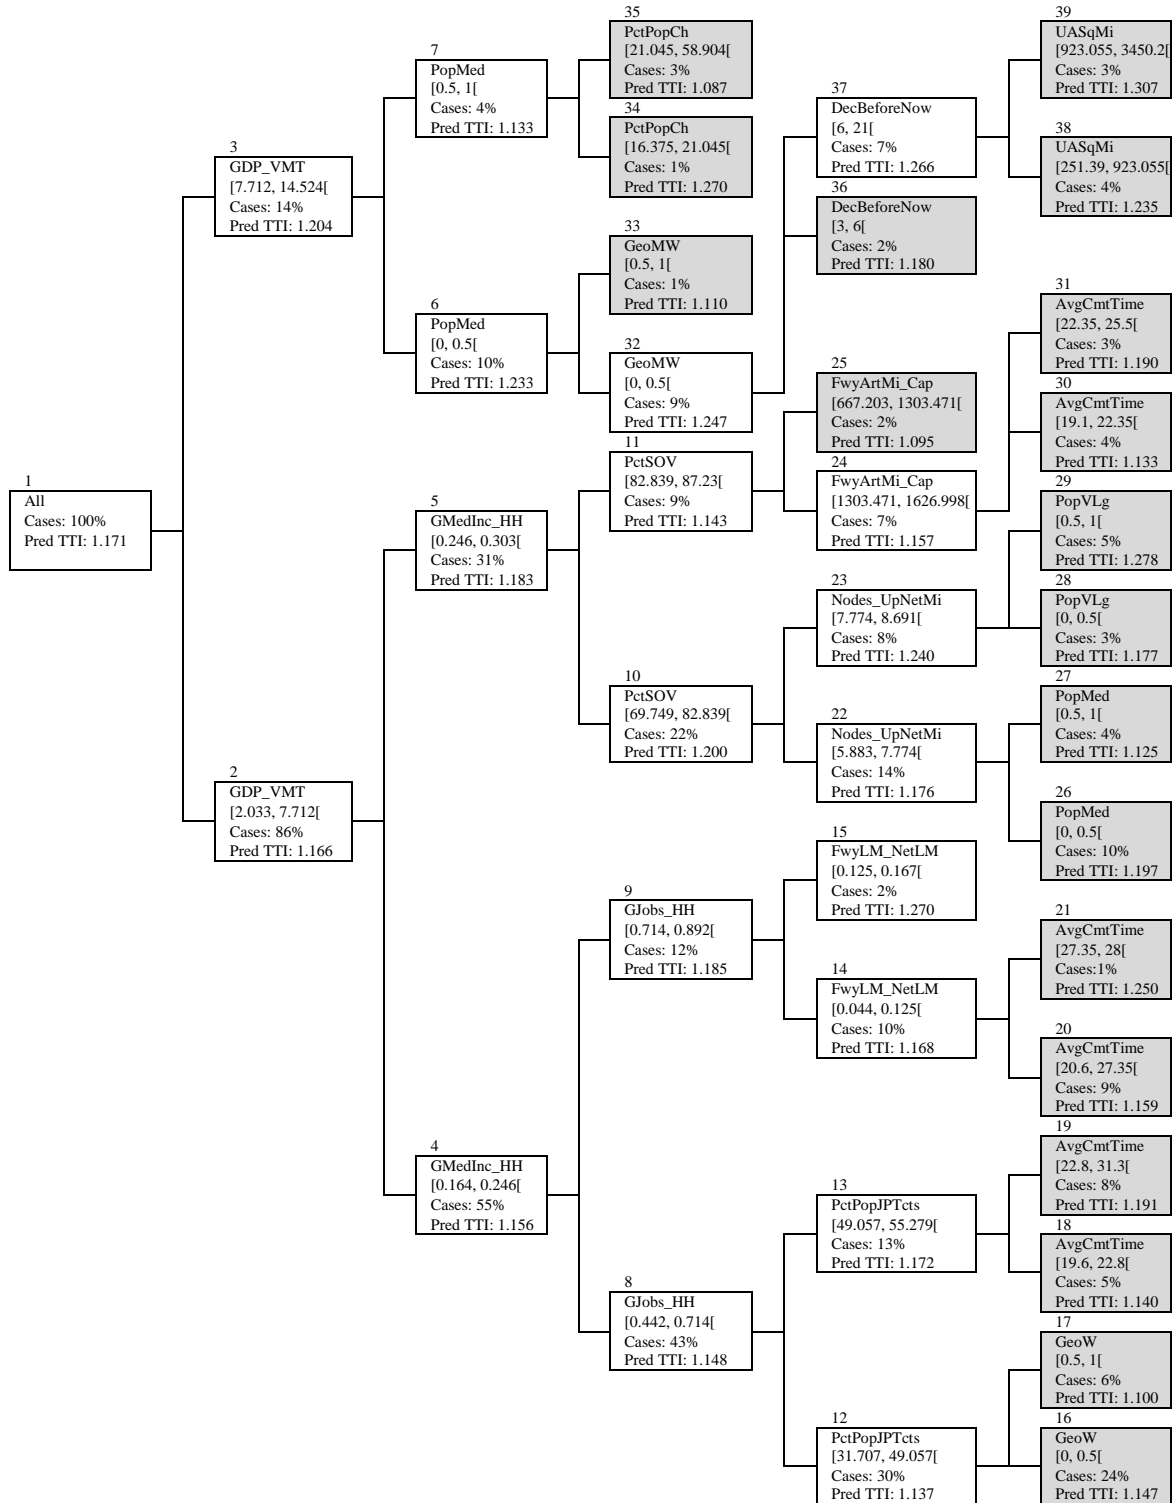 1
All
Cases: 100%
Pred TTI: 1.171
3
GDP_VMT
[7.712, 14.524[
Cases: 14%
Pred TTI: 1.204
2
GDP_VMT
[2.033, 7.712[
Cases: 86%
Pred TTI: 1.166
7
PopMed
[0.5, 1[
Cases: 4%
Pred TTI: 1.133
6
PopMed
[0, 0.5[
Cases: 10%
Pred TTI: 1.233
5
GMedInc_HH
[0.246, 0.303[
Cases: 31%
Pred TTI: 1.183
4
GMedInc_HH
[0.164, 0.246[
Cases: 55%
Pred TTI: 1.156
35
PctPopCh
[21.045, 58.904[
Cases: 3%
Pred TTI: 1.087
34
PctPopCh
[16.375, 21.045[
Cases: 1%
Pred TTI: 1.270
33
GeoMW
[0.5, 1[
Cases: 1%
Pred TTI: 1.110
32
GeoMW
[0, 0.5[
Cases: 9%
Pred TTI: 1.247
11
PctSOV
[82.839, 87.23[
Cases: 9%
Pred TTI: 1.143
10
PctSOV
[69.749, 82.839[
Cases: 22%
Pred TTI: 1.200
9
GJobs_HH
[0.714, 0.892[
Cases: 12%
Pred TTI: 1.185
8
GJobs_HH
[0.442, 0.714[
Cases: 43%
Pred TTI: 1.148
37
DecBeforeNow
[6, 21[
Cases: 7%
Pred TTI: 1.266
36
DecBeforeNow
[3, 6[
Cases: 2%
Pred TTI: 1.180
25
FwyArtMi_Cap
[667.203, 1303.471[
Cases: 2%
Pred TTI: 1.095
24
FwyArtMi_Cap
[1303.471, 1626.998[
Cases: 7%
Pred TTI: 1.157
23
Nodes_UpNetMi
[7.774, 8.691[
Cases: 8%
Pred TTI: 1.240
22
Nodes_UpNetMi
[5.883, 7.774[
Cases: 14%
Pred TTI: 1.176
15
FwyLM_NetLM
[0.125, 0.167[
Cases: 2%
Pred TTI: 1.270
14
FwyLM_NetLM
[0.044, 0.125[
Cases: 10%
Pred TTI: 1.168
13
PctPopJPTcts
[49.057, 55.279[
Cases: 13%
Pred TTI: 1.172
12
PctPopJPTcts
[31.707, 49.057[
Cases: 30%
Pred TTI: 1.137
39
UASqMi
[923.055, 3450.2[
Cases: 3%
Pred TTI: 1.307
38
UASqMi
[251.39, 923.055[
Cases: 4%
Pred TTI: 1.235
31
AvgCmtTime
[22.35, 25.5[
Cases: 3%
Pred TTI: 1.190
30
AvgCmtTime
[19.1, 22.35[
Cases: 4%
Pred TTI: 1.133
29
PopVLg
[0.5, 1[
Cases: 5%
Pred TTI: 1.278
28
PopVLg
[0, 0.5[
Cases: 3%
Pred TTI: 1.177
27
PopMed
[0.5, 1[
Cases: 4%
Pred TTI: 1.125
26
PopMed
[0, 0.5[
Cases: 10%
Pred TTI: 1.197
21
AvgCmtTime
[27.35, 28[
Cases:1%
Pred TTI: 1.250
20
AvgCmtTime
[20.6, 27.35[
Cases: 9%
Pred TTI: 1.159
19
AvgCmtTime
[22.8, 31.3[
Cases: 8%
Pred TTI: 1.191
18
AvgCmtTime
[19.6, 22.8[
Cases: 5%
Pred TTI: 1.140
17
GeoW
[0.5, 1[
Cases: 6%
Pred TTI: 1.100
16
GeoW
[0, 0.5[
Cases: 24%
Pred TTI: 1.147